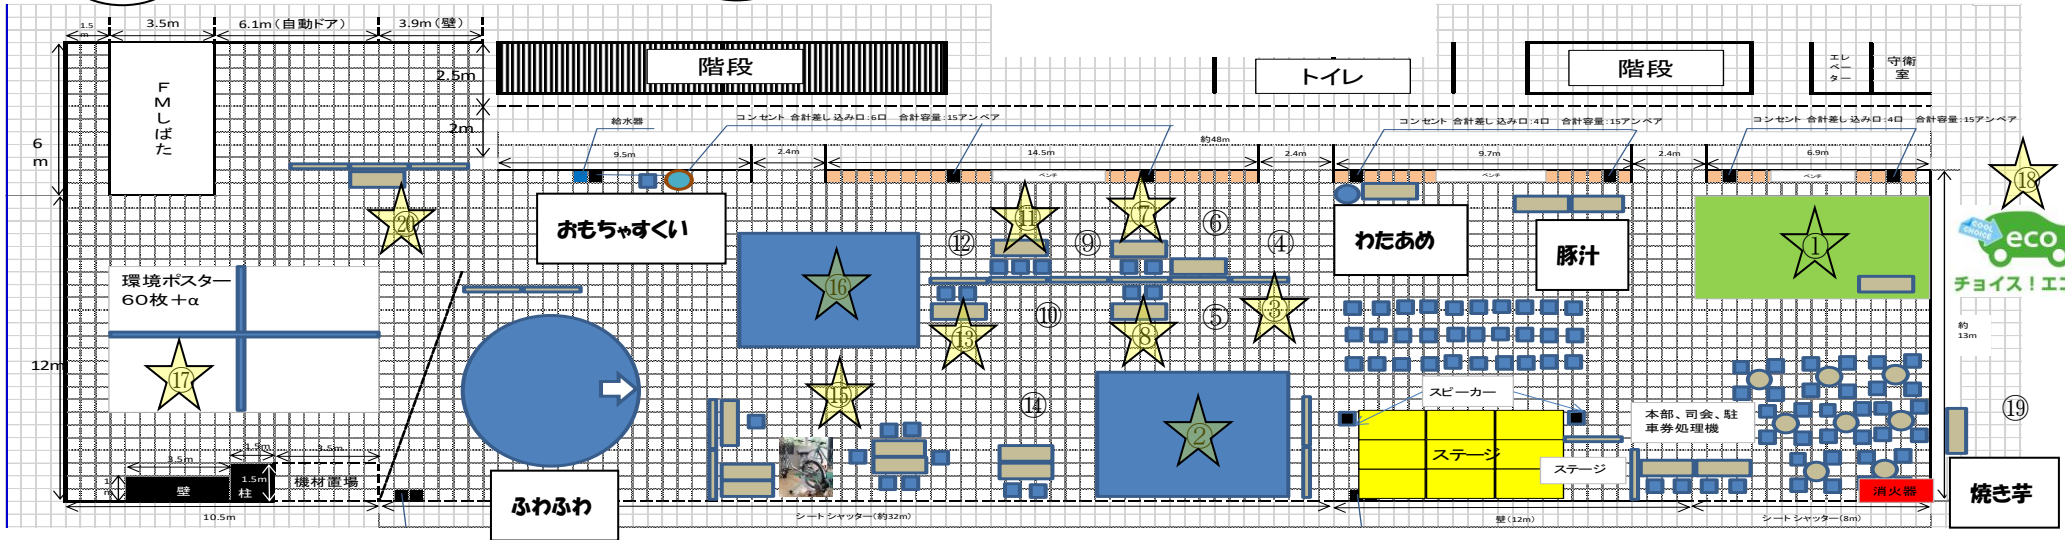 1.5m
3.5m
6.1m(自動ドア)
3.9m(壁)
FMしばた
2.5m
2m
6m
12m
階段
トイレ
階段
エレベーター
守衛室
給水器
コンセント 合計差し込み口:6口 合計容量:15アンペア
コンセント 合計差し込み口:4口 合計容量:15アンペア
コンセント 合計差し込み口:4口 合計容量:15アンペア
約48m
9.5m
2.4m
14.5m
2.4m
9.7m
2.4m
6.9m
ベンチ
ベンチ
ベンチ
⑱
⑳
おもちゃすくい
⑪
⑦
⑥
⑫
⑨
④
わたあめ
豚汁
①
COOL CHOICE
eco
チョイス!エコ
環境ポスター
60枚+α
⑯
⑬
⑩
⑧
⑤
③
約
13m
⑰
⑮
⑭
②
スピーカー
本部、司会、駐
車券処理機
⑲
ステージ
ステージ
1.5m
3.5m
3.5m
1m
壁
1.5m
柱
機材置場
消火器
焼き芋
ふわふわ
10.5m
シートシャッター(約32m)
壁(12m)
シートシャッター(8m)